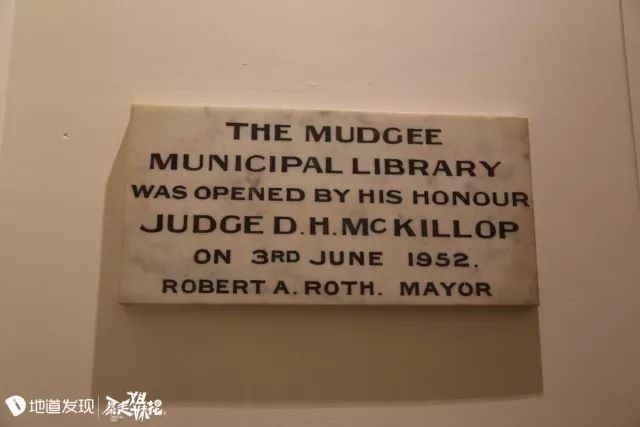 THE MUDGEE
MUNICIPAL LIBRARY
WAS OPENED BY HIS HONOUR
JUDGE D.H. MCKILLOP
ON 3RD JUNE 1952.
ROBERT A. ROTH. MAYOR
地道发现